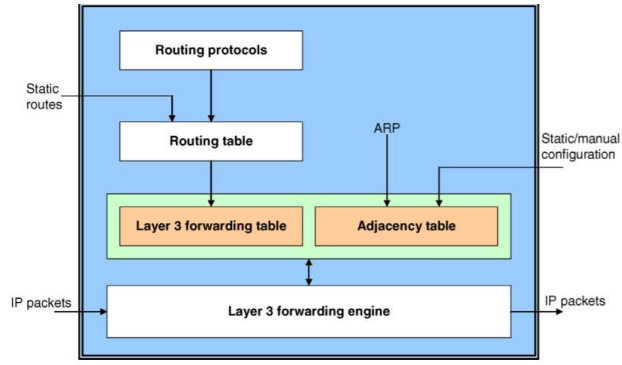 Routing protocols
Static
routes
Routing table
ARP
Static/manual
configuration
Layer 3 forwarding table
Adjacency table
IP packets
Layer 3 forwarding engine
IP packets